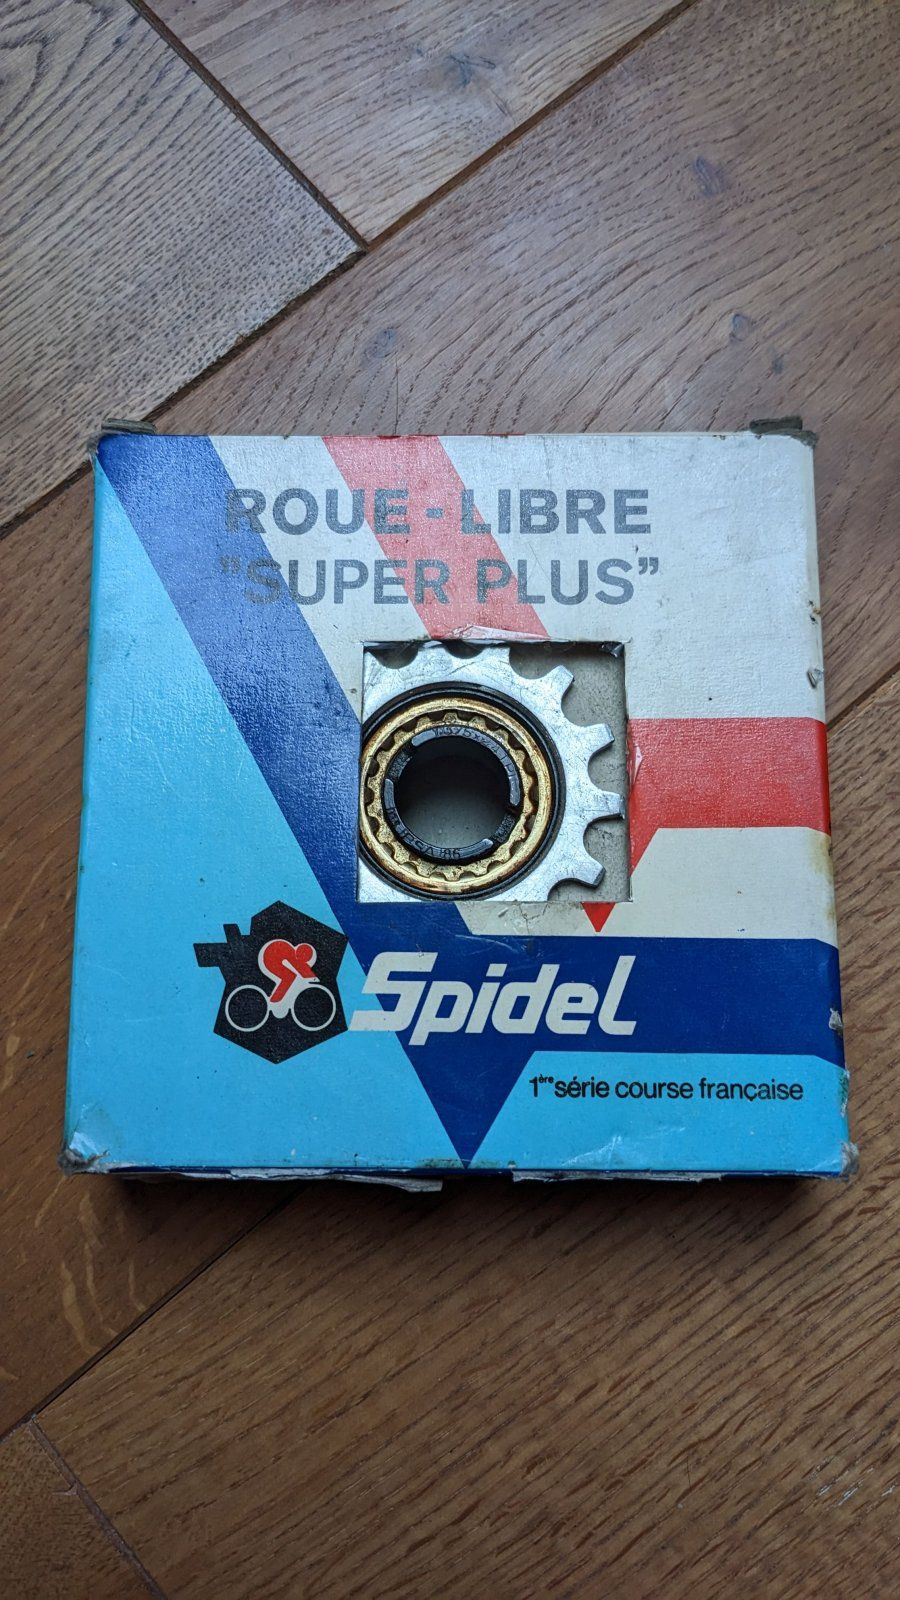 ROUE - LIBRE
"SUPER PLUS"
Spidel
1ère série course française